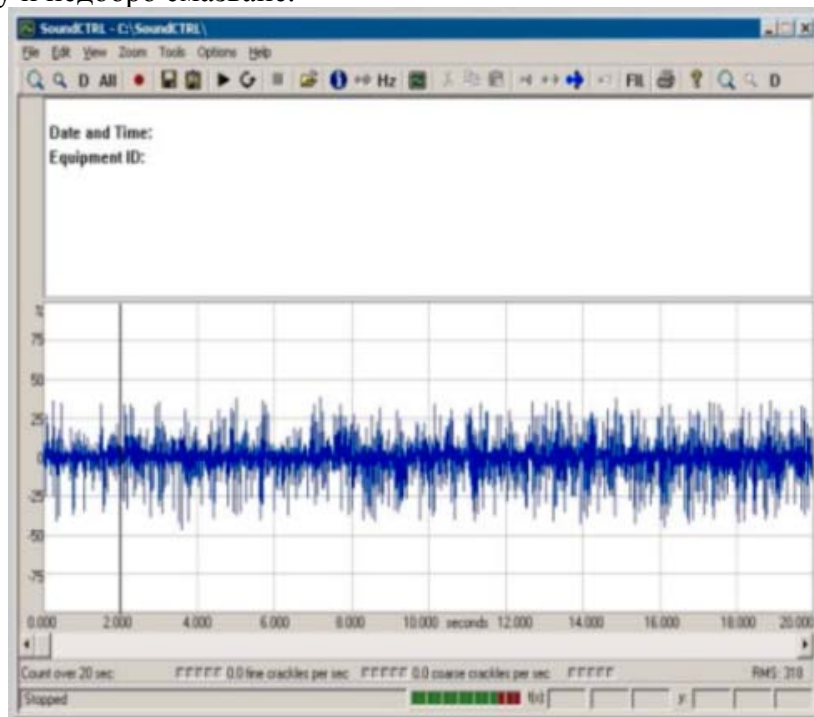 и недобро смазване.
SoundCTRL - C:\SoundCTRL\
File Edit View Zoom Tools Options Help
D All Hz FIL D
Date and Time:
Equipment ID:
75
50
25
0
-25
-50
-75
0.000 2.000 4.000 6.000 8.000 10.000 seconds 12.000 14.000 16.000 18.000 20.000
Count over 20 sec: FFFFF 0.0 fine crackles per sec FFFFF 0.0 coarse crackles per sec FFFFF RMS: 318
Stopped f(x) y: